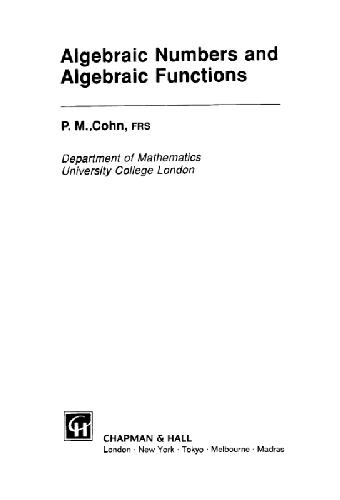 Algebraic Numbers and
Algebraic Functions
P. M. Cohn, FRS
Department of Mathematics
University College London
CH
CHAPMAN & HALL
London · New York · Tokyo · Melbourne · Madras